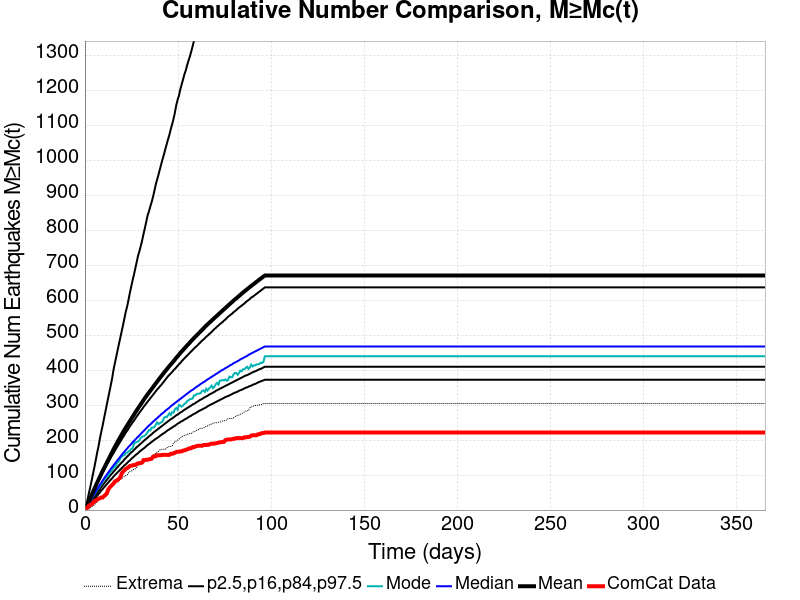 Cumulative Number Comparison, M≥Mc(t)
Cumulative Num Earthquakes M≥Mc(t)
1300
1200
1100
1000
900
800
700
600
500
400
300
200
100
0
0 50 100 150 200 250 300 350
Time (days)
Extrema p2.5,p16,p84,p97.5 Mode Median Mean ComCat Data